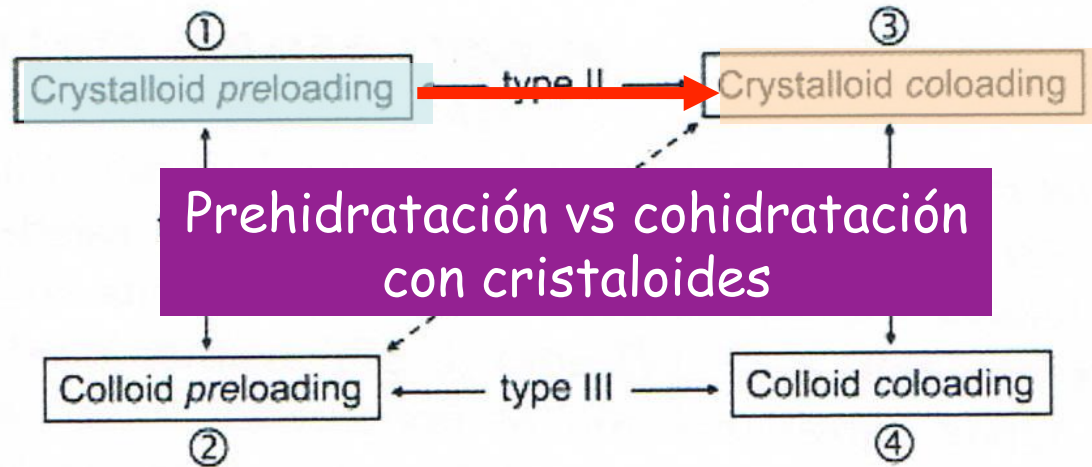 ① ③
Crystalloid preloading type II Crystalloid coloading
Prehidratación vs cohidratación
con cristaloides
Colloid preloading type III Colloid coloading
② ④